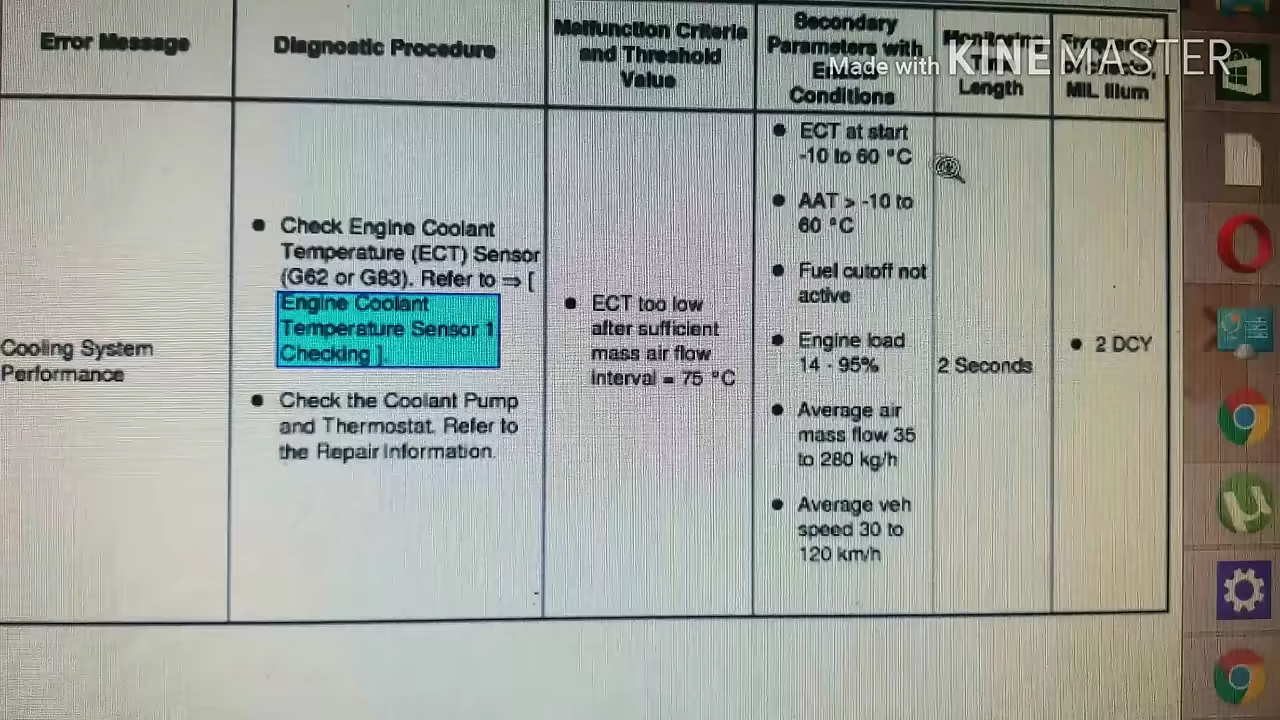 Error Message
Diagnostic Procedure
Malfunction Criteria
and Threshold
Value
Secondary
Parameters with
Conditions
Length
MIL Illum
Made with KINEMASTER
Cooling System
Performance
● Check Engine Coolant
Temperature (ECT) Sensor
(G62 or G83). Refer to ⇒ [
Engine Coolant
Temperature Sensor 1
Checking ].
● Check the Coolant Pump
and Thermostat. Refer to
the Repair Information.
● ECT too low
after sufficient
mass air flow
interval = 75 °C
● ECT at start
-10 to 60 °C
● AAT > -10 to
60 °C
● Fuel cutoff not
active
● Engine load
14 - 95%
● Average air
mass flow 35
to 280 kg/h
● Average veh
speed 30 to
120 km/h
2 Seconds
● 2 DCY